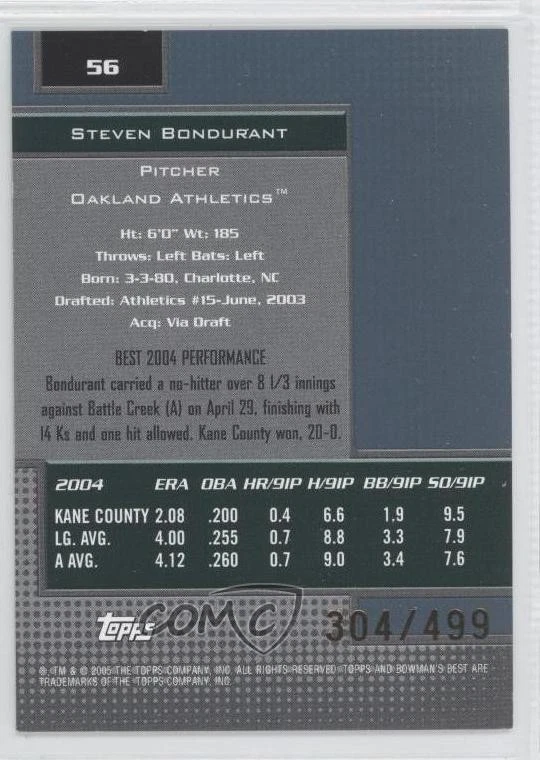 56
STEVEN BONDURANT
PITCHER
OAKLAND ATHLETICS™
Ht: 6'0" Wt: 185
Throws: Left Bats: Left
Born: 3-3-80, Charlotte, NC
Drafted: Athletics #15-June, 2003
Acq: Via Draft
BEST 2004 PERFORMANCE
Bondurant carried a no-hitter over 8 1/3 innings
against Battle Creek (A) on April 29, finishing with
14 Ks and one hit allowed. Kane County won, 20-0.
2004 ERA OBA HR/9IP H/9IP BB/9IP SO/9IP
KANE COUNTY 2.08 .200 0.4 6.6 1.9 9.5
LG. AVG. 4.00 .255 0.7 8.8 3.3 7.9
A AVG. 4.12 .260 0.7 9.0 3.4 7.6
topps COMC 304/499
® ™ & © 2005 THE TOPPS COMPANY, INC. ALL RIGHTS RESERVED. TOPPS AND BOWMAN'S BEST ARE
TRADEMARKS OF THE TOPPS COMPANY, INC.